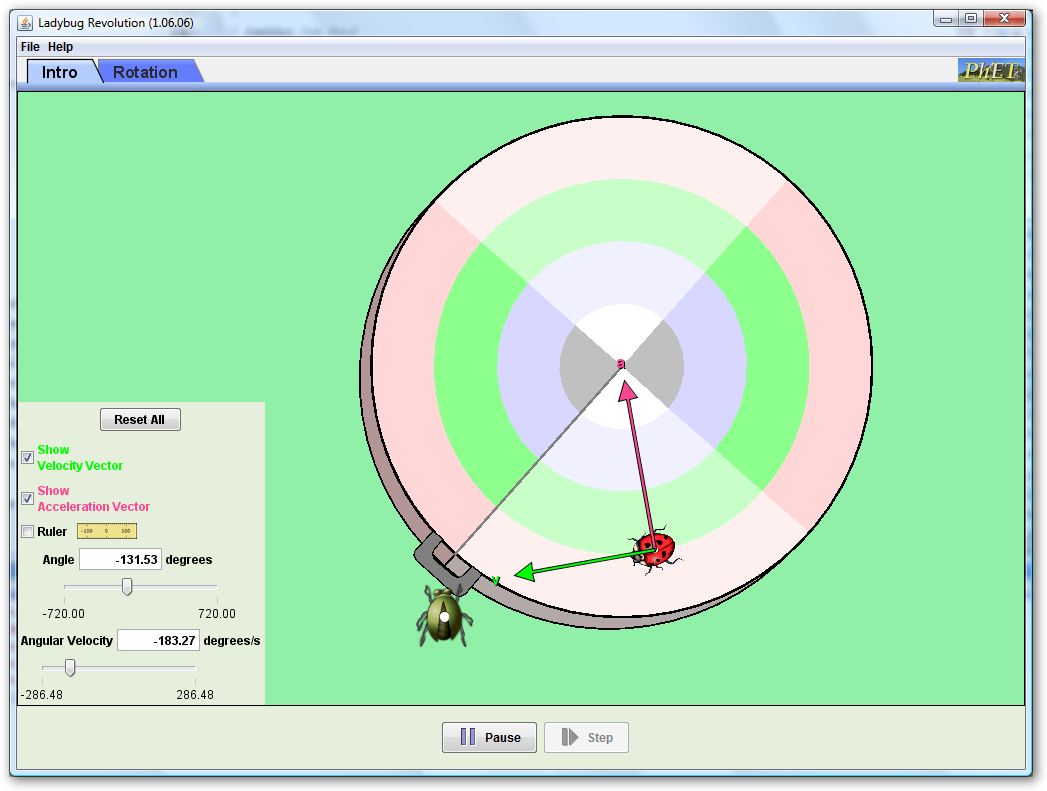 Ladybug Revolution (1.06.06)
File Help
Intro Rotation
PhET
a
v
Reset All
Show
Velocity Vector
Show
Acceleration Vector
Ruler -100 0 100
Angle -131.53 degrees
-720.00 720.00
Angular Velocity -183.27 degrees/s
-286.48 286.48
Pause Step